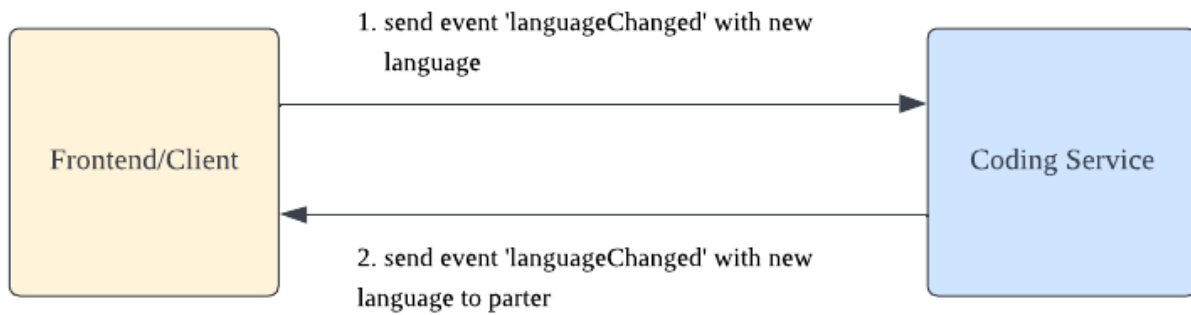 1. send event 'languageChanged' with new
language
Frontend/Client
Coding Service
2. send event 'languageChanged' with new
language to parter